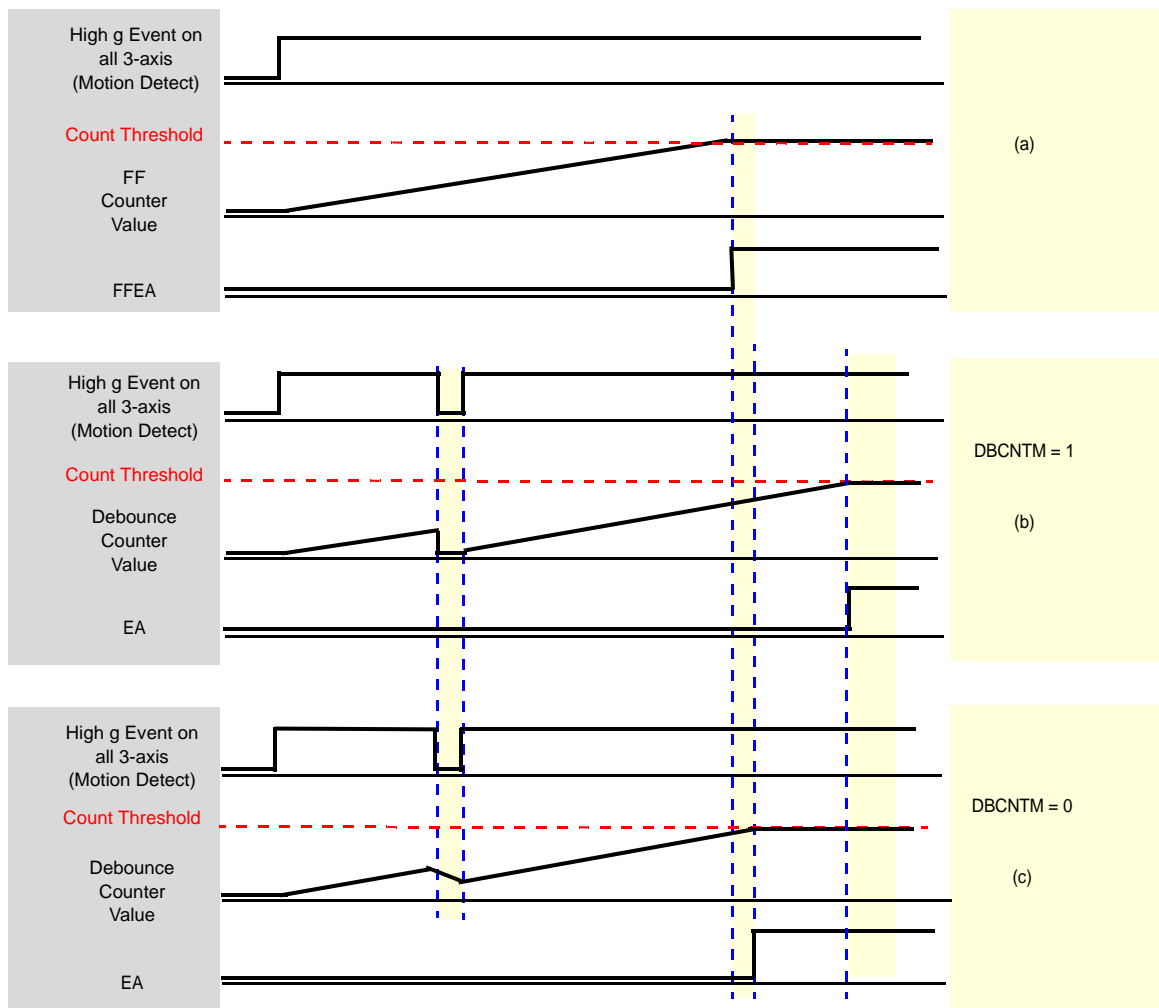 High g Event on
all 3-axis
(Motion Detect)
Count Threshold
FF
Counter
Value
FFEA
(a)
High g Event on
all 3-axis
(Motion Detect)
Count Threshold
Debounce
Counter
Value
EA
DBCNTM = 1
(b)
High g Event on
all 3-axis
(Motion Detect)
Count Threshold
Debounce
Counter
Value
EA
DBCNTM = 0
(c)